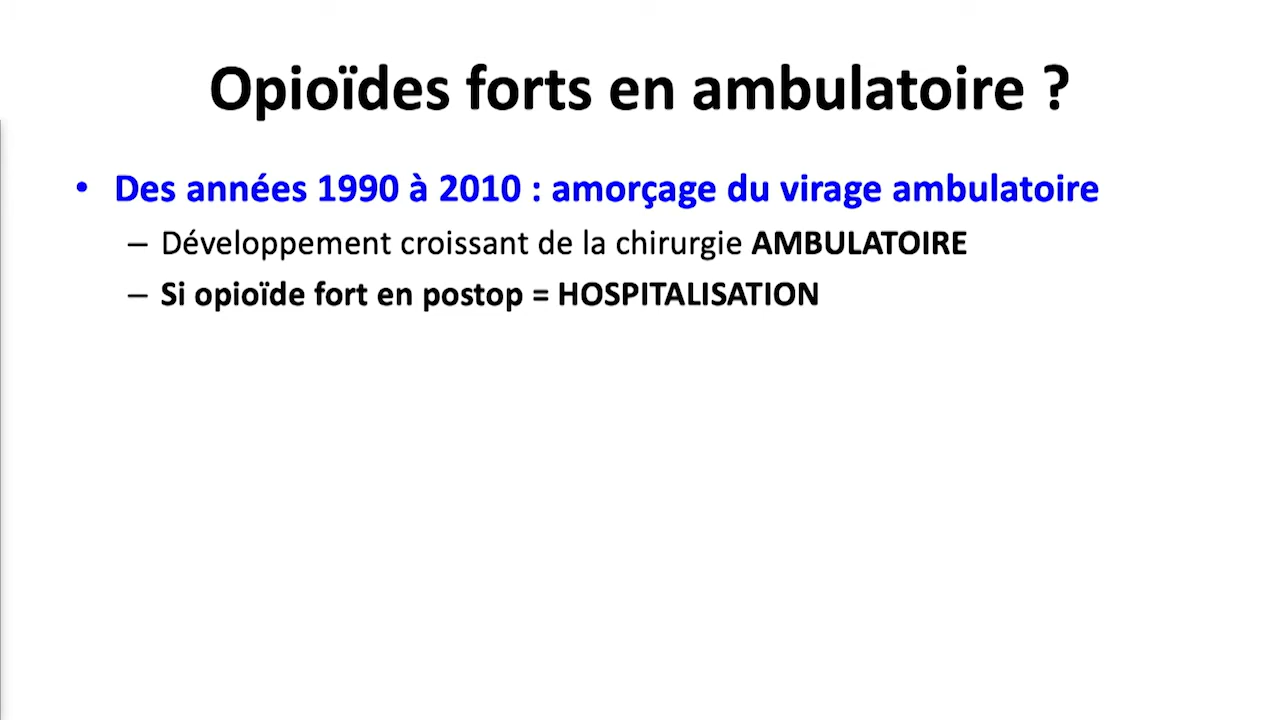 Opioïdes forts en ambulatoire ?
• Des années 1990 à 2010 : amorçage du virage ambulatoire
– Développement croissant de la chirurgie AMBULATOIRE
– Si opioïde fort en postop = HOSPITALISATION